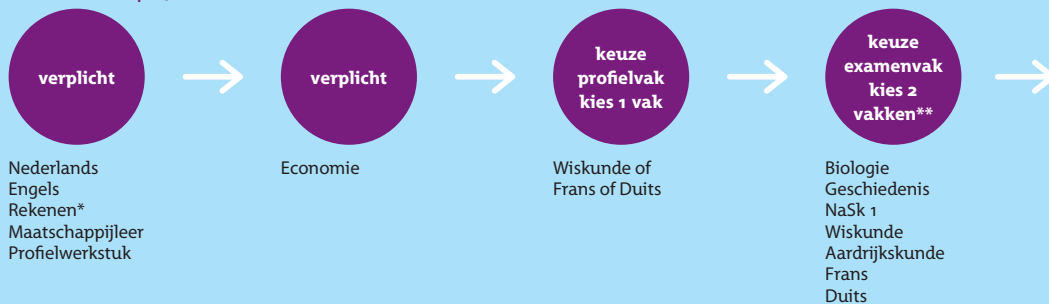 verplicht
Nederlands
Engels
Rekenen*
Maatschappijleer
Profielwerkstuk
verplicht
Economie
keuze
profielvak
kies 1 vak
Wiskunde of
Frans of Duits
keuze
examenvak
kies 2
vakken**
Biologie
Geschiedenis
NaSk 1
Wiskunde
Aardrijkskunde
Frans
Duits